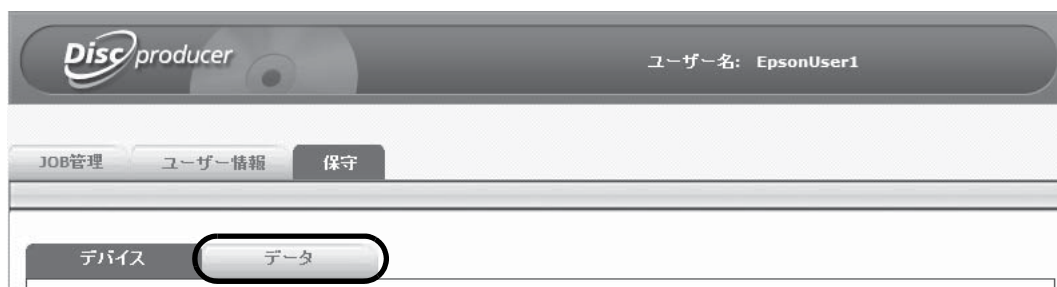 Disc producer
ユーザー名: EpsonUser1
JOB管理 ユーザー情報 保守
デバイス データ